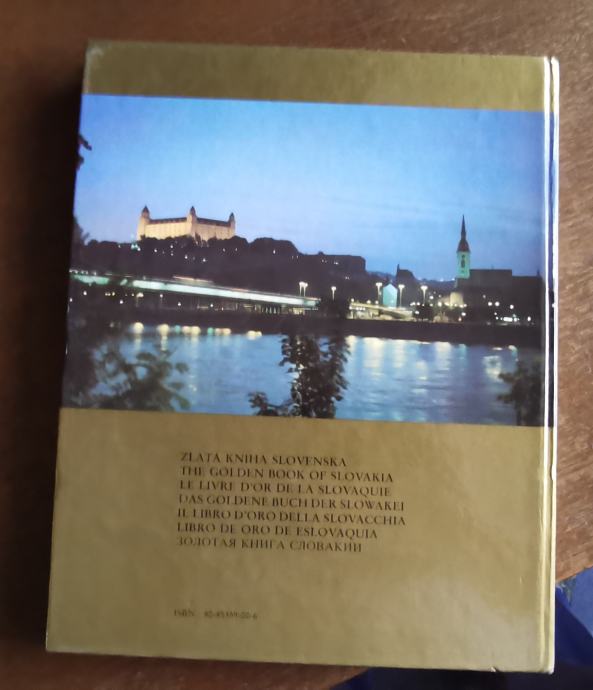 ZLATÁ KNIHA SLOVENSKA
THE GOLDEN BOOK OF SLOVAKIA
LE LIVRE D'OR DE LA SLOVAQUIE
DAS GOLDENE BUCH DER SLOWAKEI
IL LIBRO D'ORO DELLA SLOVACCHIA
LIBRO DE ORO DE ESLOVAQUIA
ЗОЛОТАЯ КНИГА СЛОВАКИИ
ISBN